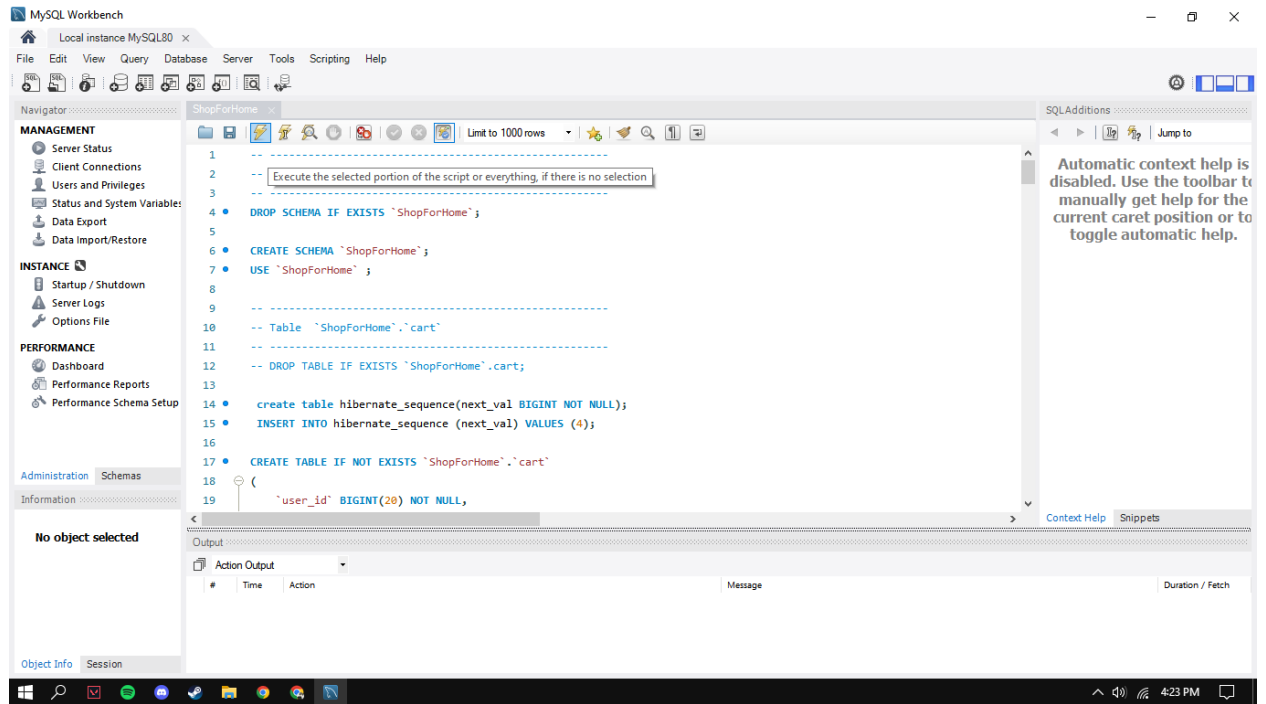 MySQL Workbench
Local instance MySQL80
File Edit View Query Database Server Tools Scripting Help
Navigator
MANAGEMENT
Server Status
Client Connections
Users and Privileges
Status and System Variables
Data Export
Data Import/Restore
INSTANCE
Startup / Shutdown
Server Logs
Options File
PERFORMANCE
Dashboard
Performance Reports
Performance Schema Setup
Administration Schemas
Information
No object selected
Object Info Session
ShopForHome
Limit to 1000 rows
1 -- -----------------------------------------------------
2 --
Execute the selected portion of the script or everything, if there is no selection
3 -- -----------------------------------------------------
4 DROP SCHEMA IF EXISTS `ShopForHome`;
5
6 CREATE SCHEMA `ShopForHome`;
7 USE `ShopForHome` ;
8
9 -- -----------------------------------------------------
10 -- Table `ShopForHome`.`cart`
11 -- -----------------------------------------------------
12 -- DROP TABLE IF EXISTS `ShopForHome`.cart;
13
14 create table hibernate_sequence(next_val BIGINT NOT NULL);
15 INSERT INTO hibernate_sequence (next_val) VALUES (4);
16
17 CREATE TABLE IF NOT EXISTS `ShopForHome`.`cart`
18 (
19 `user_id` BIGINT(20) NOT NULL,
Output
Action Output
# Time Action Message Duration / Fetch
SQLAdditions
Jump to
Automatic context help is
disabled. Use the toolbar to
manually get help for the
current caret position or to
toggle automatic help.
Context Help Snippets
4:23 PM